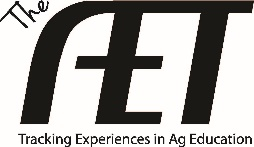 The
AET
Tracking Experiences in Ag Education